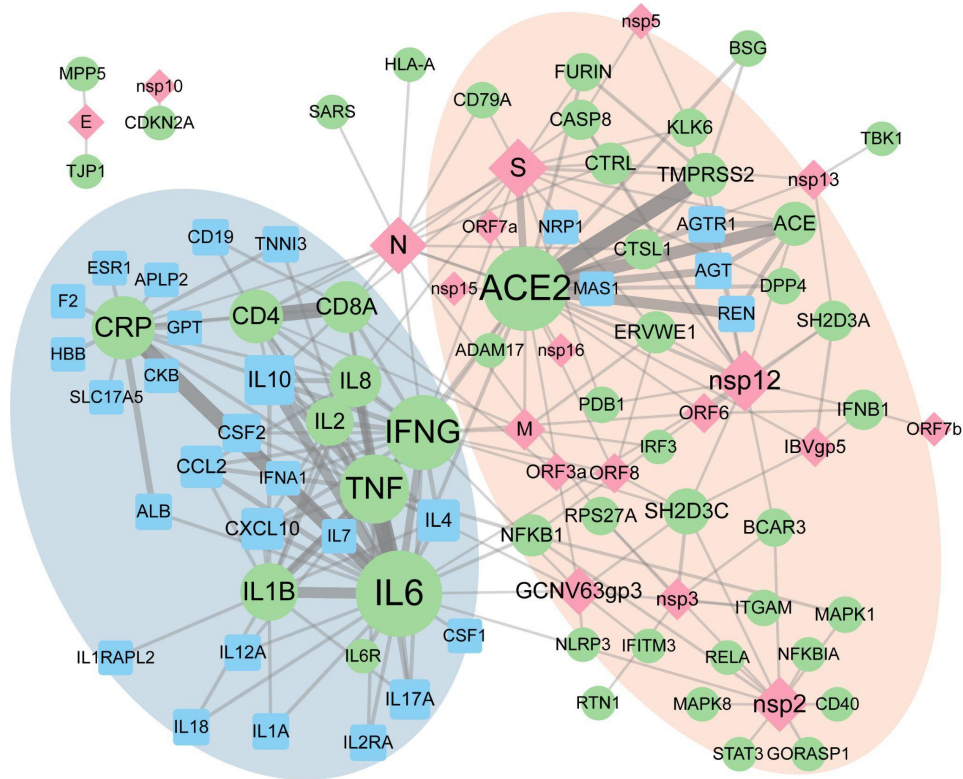 nsp5
BSG
HLA-A
FURIN
MPP5
nsp10
CD79A
SARS
CASP8
KLK6
E
CDKN2A
TBK1
CTRL
S
TMPRSS2
nsp13
TJP1
ORF7a
NRP1
AGTR1
ACE
CD19
TNNI3
N
CTSL1
ESR1
APLP2
AGT
nsp15
ACE2
MAS1
DPP4
F2
CRP
GPT
CD4
CD8A
REN
SH2D3A
ERVWE1
HBB
ADAM17
nsp16
CKB
IL10
IL8
nsp12
SLC17A5
PDB1
ORF6
IFNB1
IL2
IFNG
M
ORF7b
CSF2
IRF3
IBVgp5
CCL2
IFNA1
ORF3a
ORF8
TNF
ALB
RPS27A
SH2D3C
CXCL10
IL7
IL4
NFKB1
BCAR3
IL1B
IL6
GCNV63gp3
nsp3
ITGAM
MAPK1
CSF1
NLRP3
IFITM3
RELA
NFKBIA
IL1RAPL2
IL12A
IL6R
IL17A
RTN1
MAPK8
nsp2
CD40
IL18
IL1A
IL2RA
STAT3
GORASP1